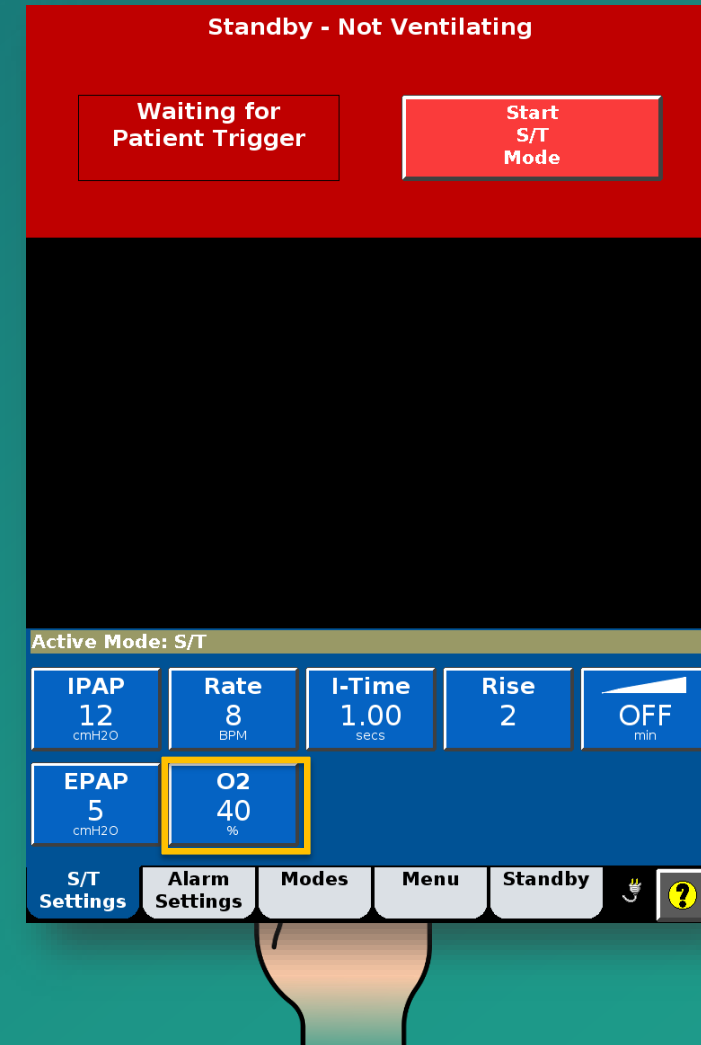 Standby - Not Ventilating
Waiting for
Patient Trigger
Start
S/T
Mode
Active Mode: S/T
IPAP
12
cmH2O
Rate
8
BPM
I-Time
1.00
secs
Rise
2
OFF
min
EPAP
5
cmH2O
O2
40
%
S/T
Settings
Alarm
Settings
Modes
Menu
Standby
?